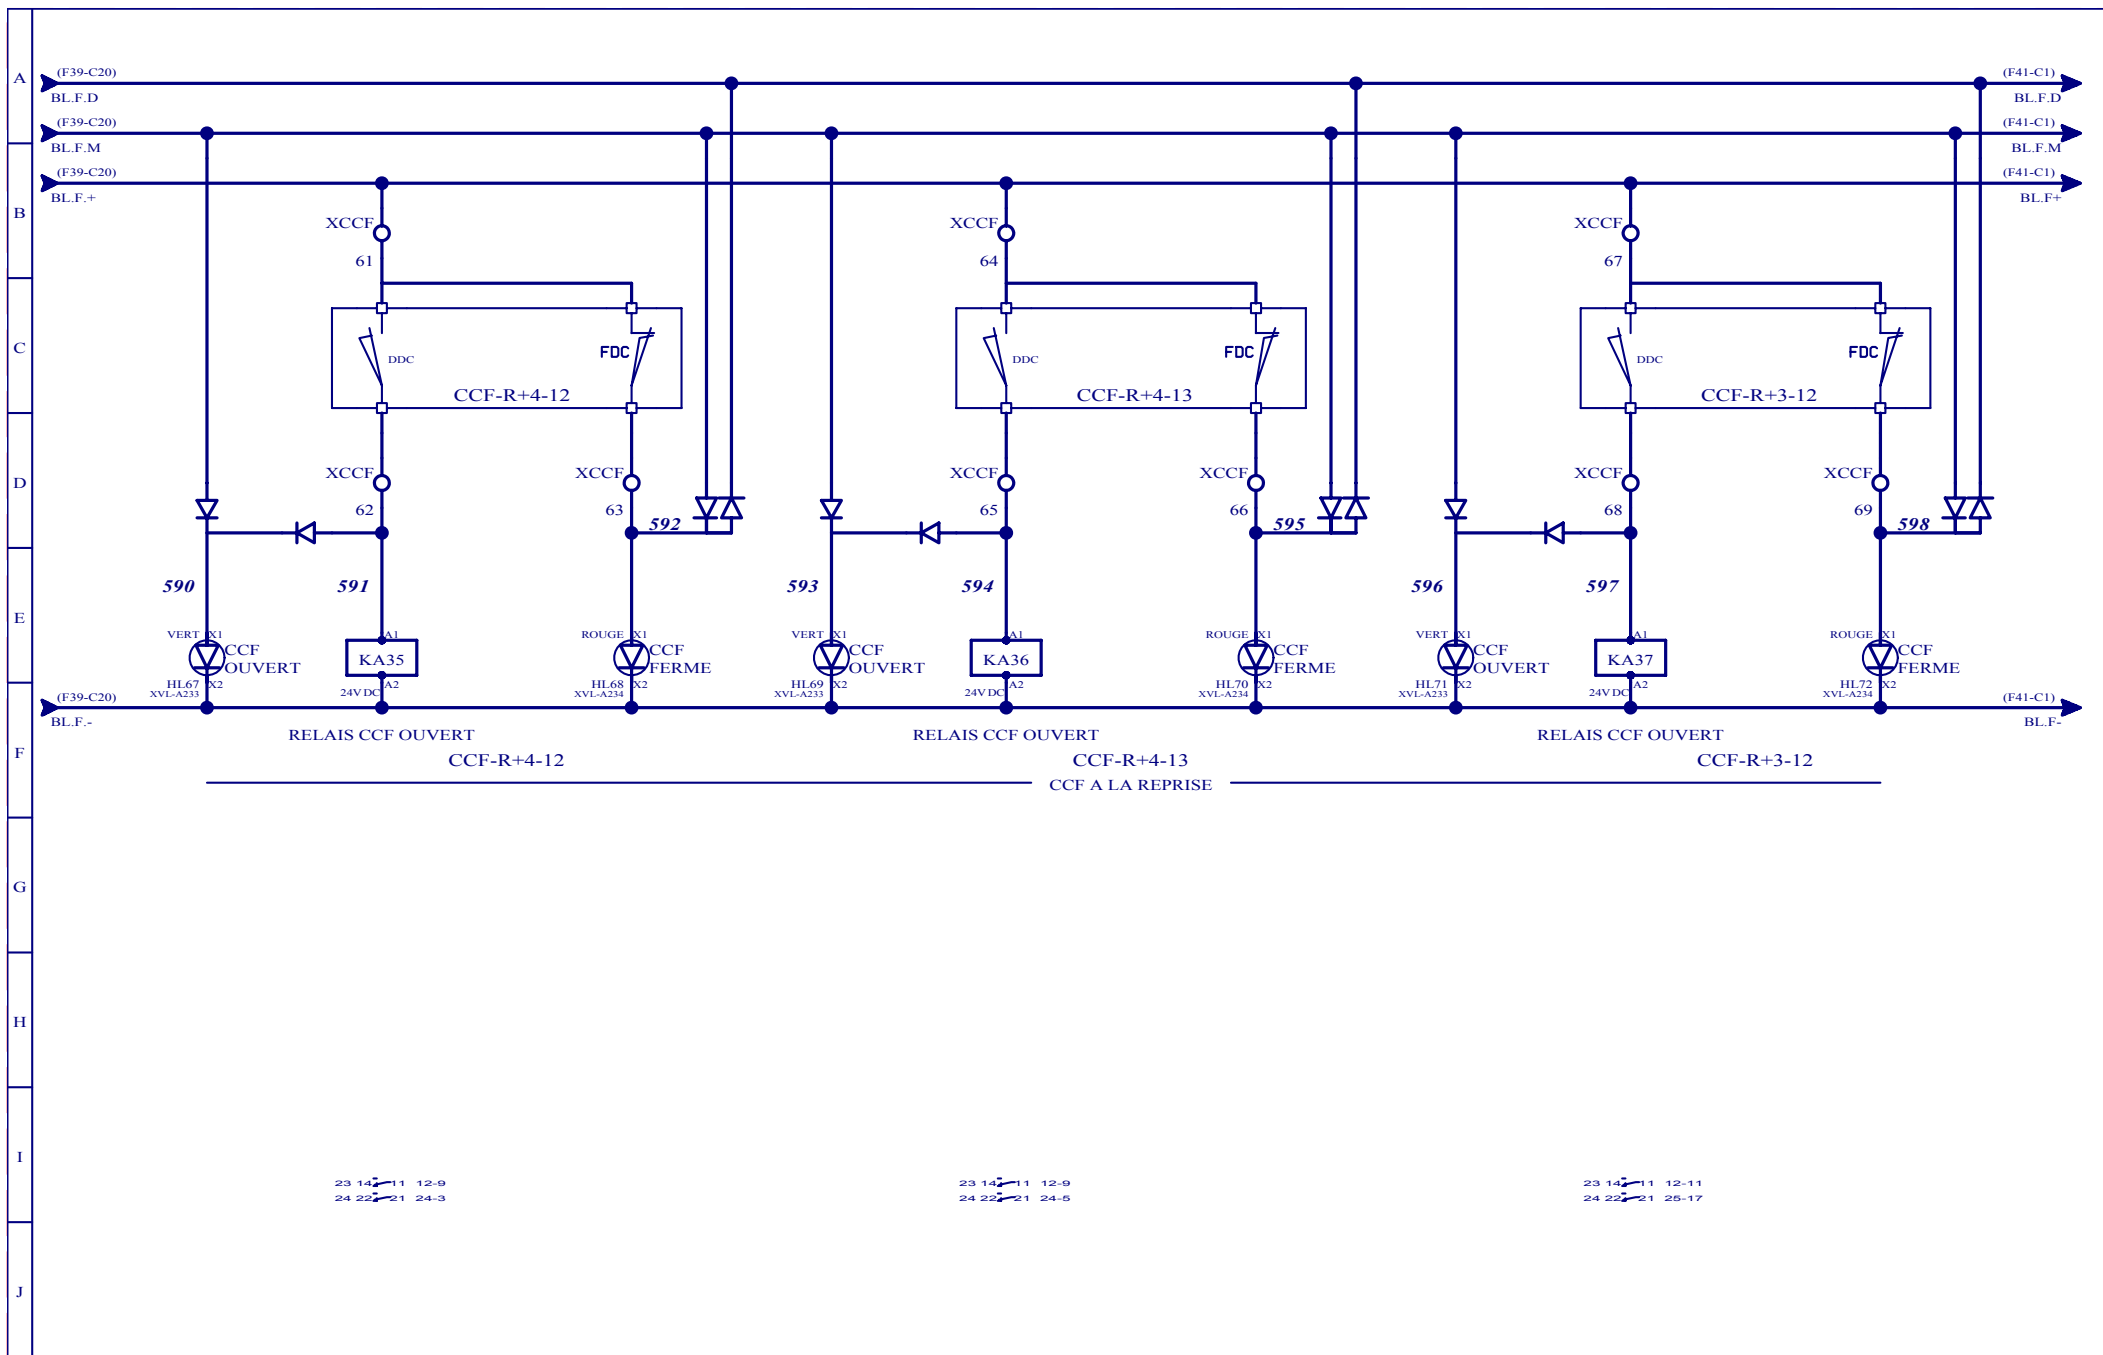 A
(F39-C20) (F41-C1)
BL.F.D BL.F.D
(F39-C20) (F41-C1)
BL.F.M BL.F.M
(F39-C20) (F41-C1)
BL.F.+ BL.F+
B
XCCF XCCF XCCF
61 64 67
C
DDC FDC DDC FDC DDC FDC
CCF-R+4-12 CCF-R+4-13 CCF-R+3-12
D
XCCF XCCF XCCF XCCF XCCF XCCF
62 63 592 65 66 595 68 69 598
590 591 593 594 596 597
E
VERT X1 A1 ROUGE X1 VERT X1 A1 ROUGE X1 VERT X1 A1 ROUGE X1
CCF CCF CCF CCF CCF CCF
OUVERT KA35 FERME OUVERT KA36 FERME OUVERT KA37 FERME
HL67 X2 A2 HL68 X2 HL69 X2 A2 HL70 X2 HL71 X2 A2 HL72 X2
XVL-A233 24V DC XVL-A234 XVL-A233 24V DC XVL-A234 XVL-A233 24V DC XVL-A234
(F39-C20) (F41-C1)
BL.F.- BL.F-
F
RELAIS CCF OUVERT RELAIS CCF OUVERT RELAIS CCF OUVERT
CCF-R+4-12 CCF-R+4-13 CCF-R+3-12
CCF A LA REPRISE
G
H
I
23 14 11 12-9 23 14 11 12-9 23 14 11 12-11
24 22 21 24-3 24 22 21 24-5 24 22 21 25-17
J